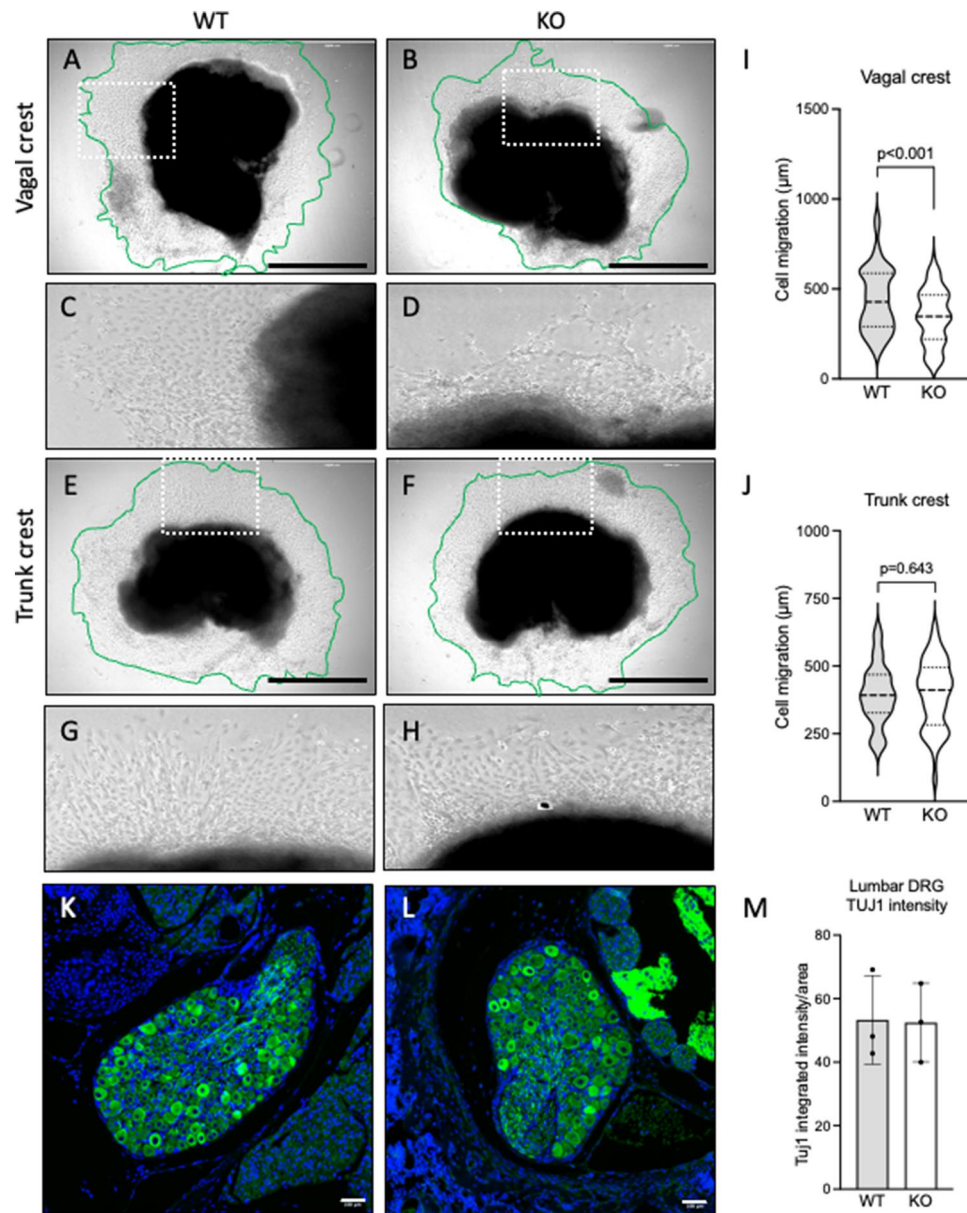 WT
KO
Vagal crest
A
B
C
D
Trunk crest
E
F
G
H
K
L
I
Vagal crest
Cell migration (µm)
1500
1000
500
0
p<0.001
WT
KO
J
Trunk crest
Cell migration (µm)
1000
750
500
250
0
p=0.643
WT
KO
M
Lumbar DRG
TUJ1 intensity
Tuj1 integrated intensity/area
80
60
40
20
0
WT
KO